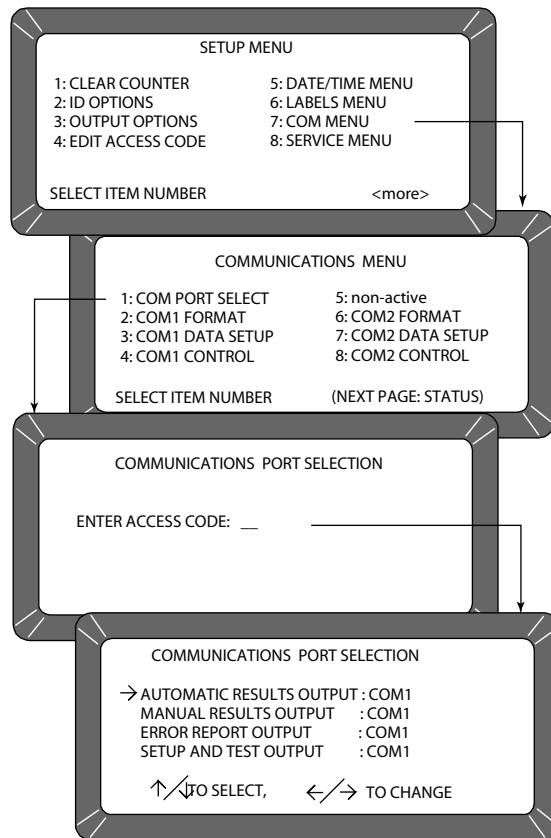 SETUP MENU
1: CLEAR COUNTER 5: DATE/TIME MENU
2: ID OPTIONS 6: LABELS MENU
3: OUTPUT OPTIONS 7: COM MENU
4: EDIT ACCESS CODE 8: SERVICE MENU
SELECT ITEM NUMBER <more>
COMMUNICATIONS MENU
1: COM PORT SELECT 5: non-active
2: COM1 FORMAT 6: COM2 FORMAT
3: COM1 DATA SETUP 7: COM2 DATA SETUP
4: COM1 CONTROL 8: COM2 CONTROL
SELECT ITEM NUMBER (NEXT PAGE: STATUS)
COMMUNICATIONS PORT SELECTION
ENTER ACCESS CODE: __
COMMUNICATIONS PORT SELECTION
→ AUTOMATIC RESULTS OUTPUT : COM1
MANUAL RESULTS OUTPUT : COM1
ERROR REPORT OUTPUT : COM1
SETUP AND TEST OUTPUT : COM1
↑/↓ TO SELECT, ←/→ TO CHANGE